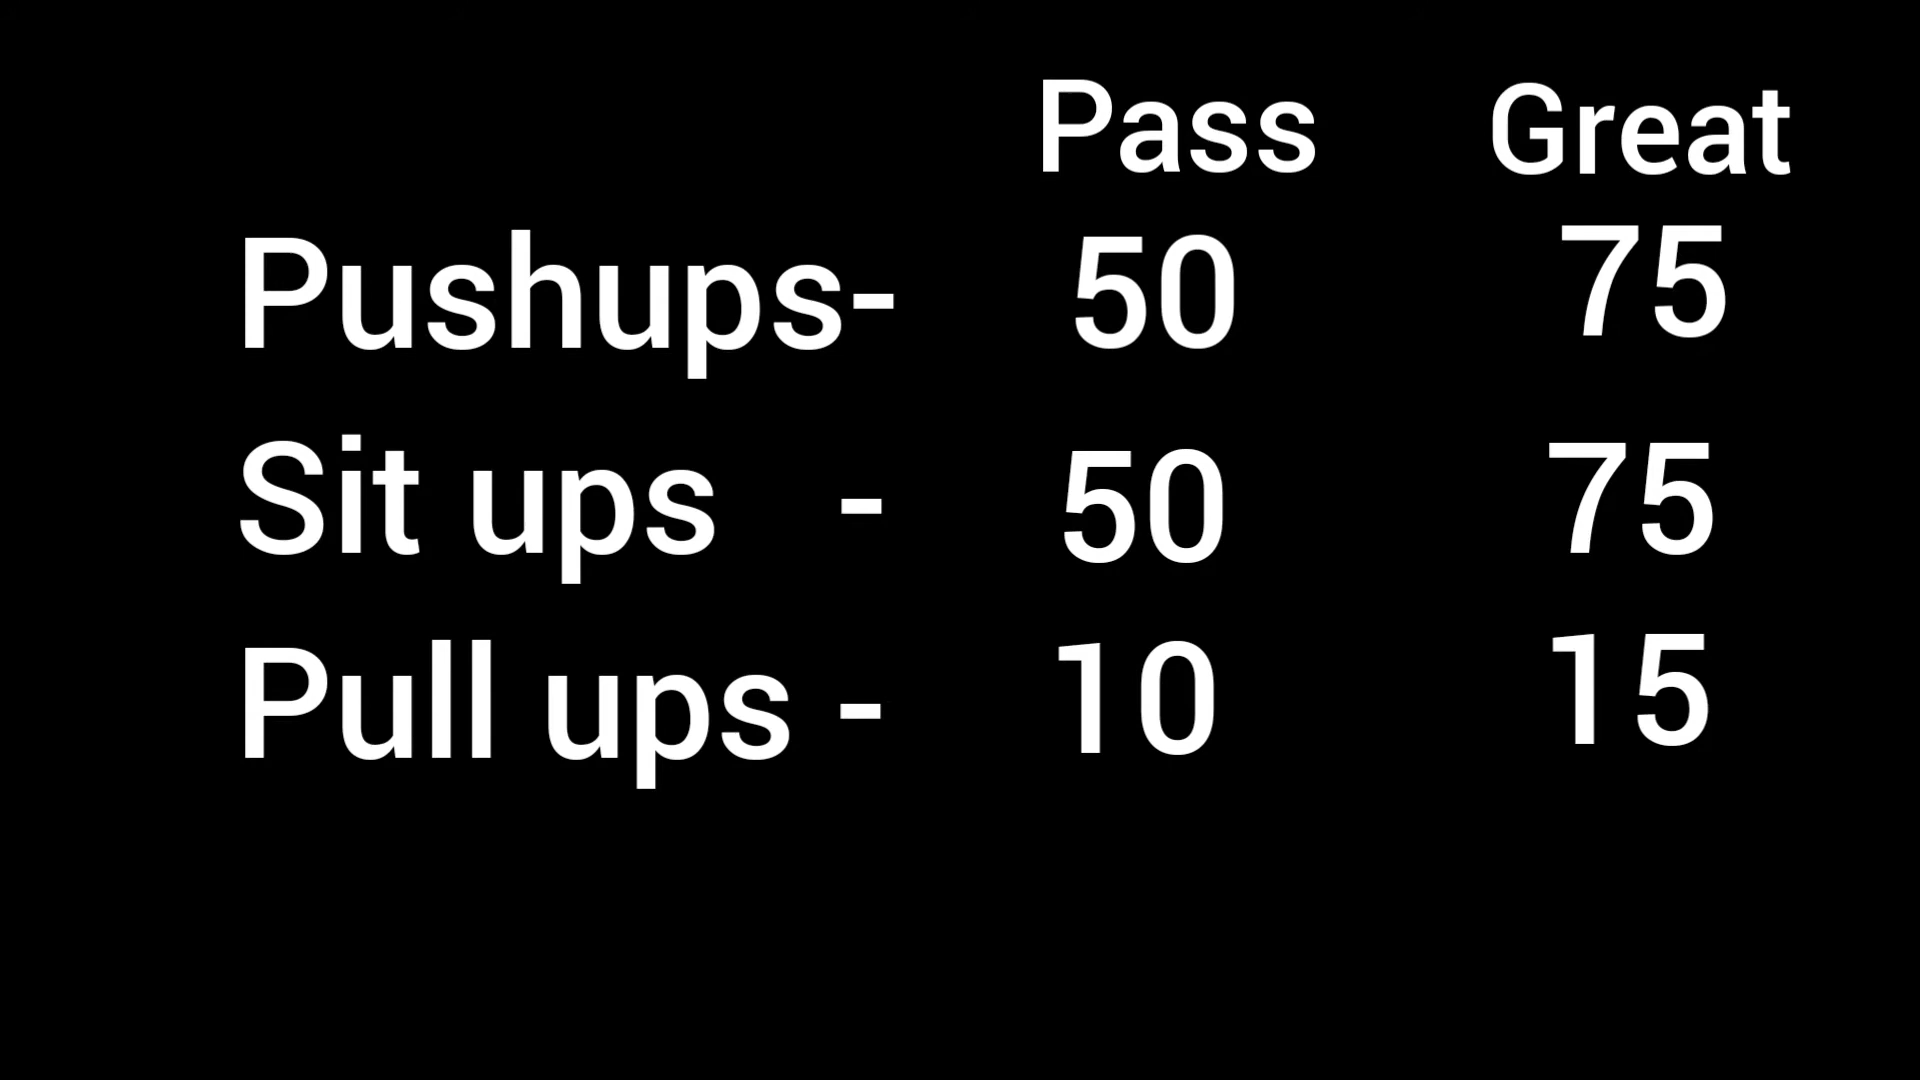 Pass Great
Pushups- 50 75
Sit ups - 50 75
Pull ups - 10 15